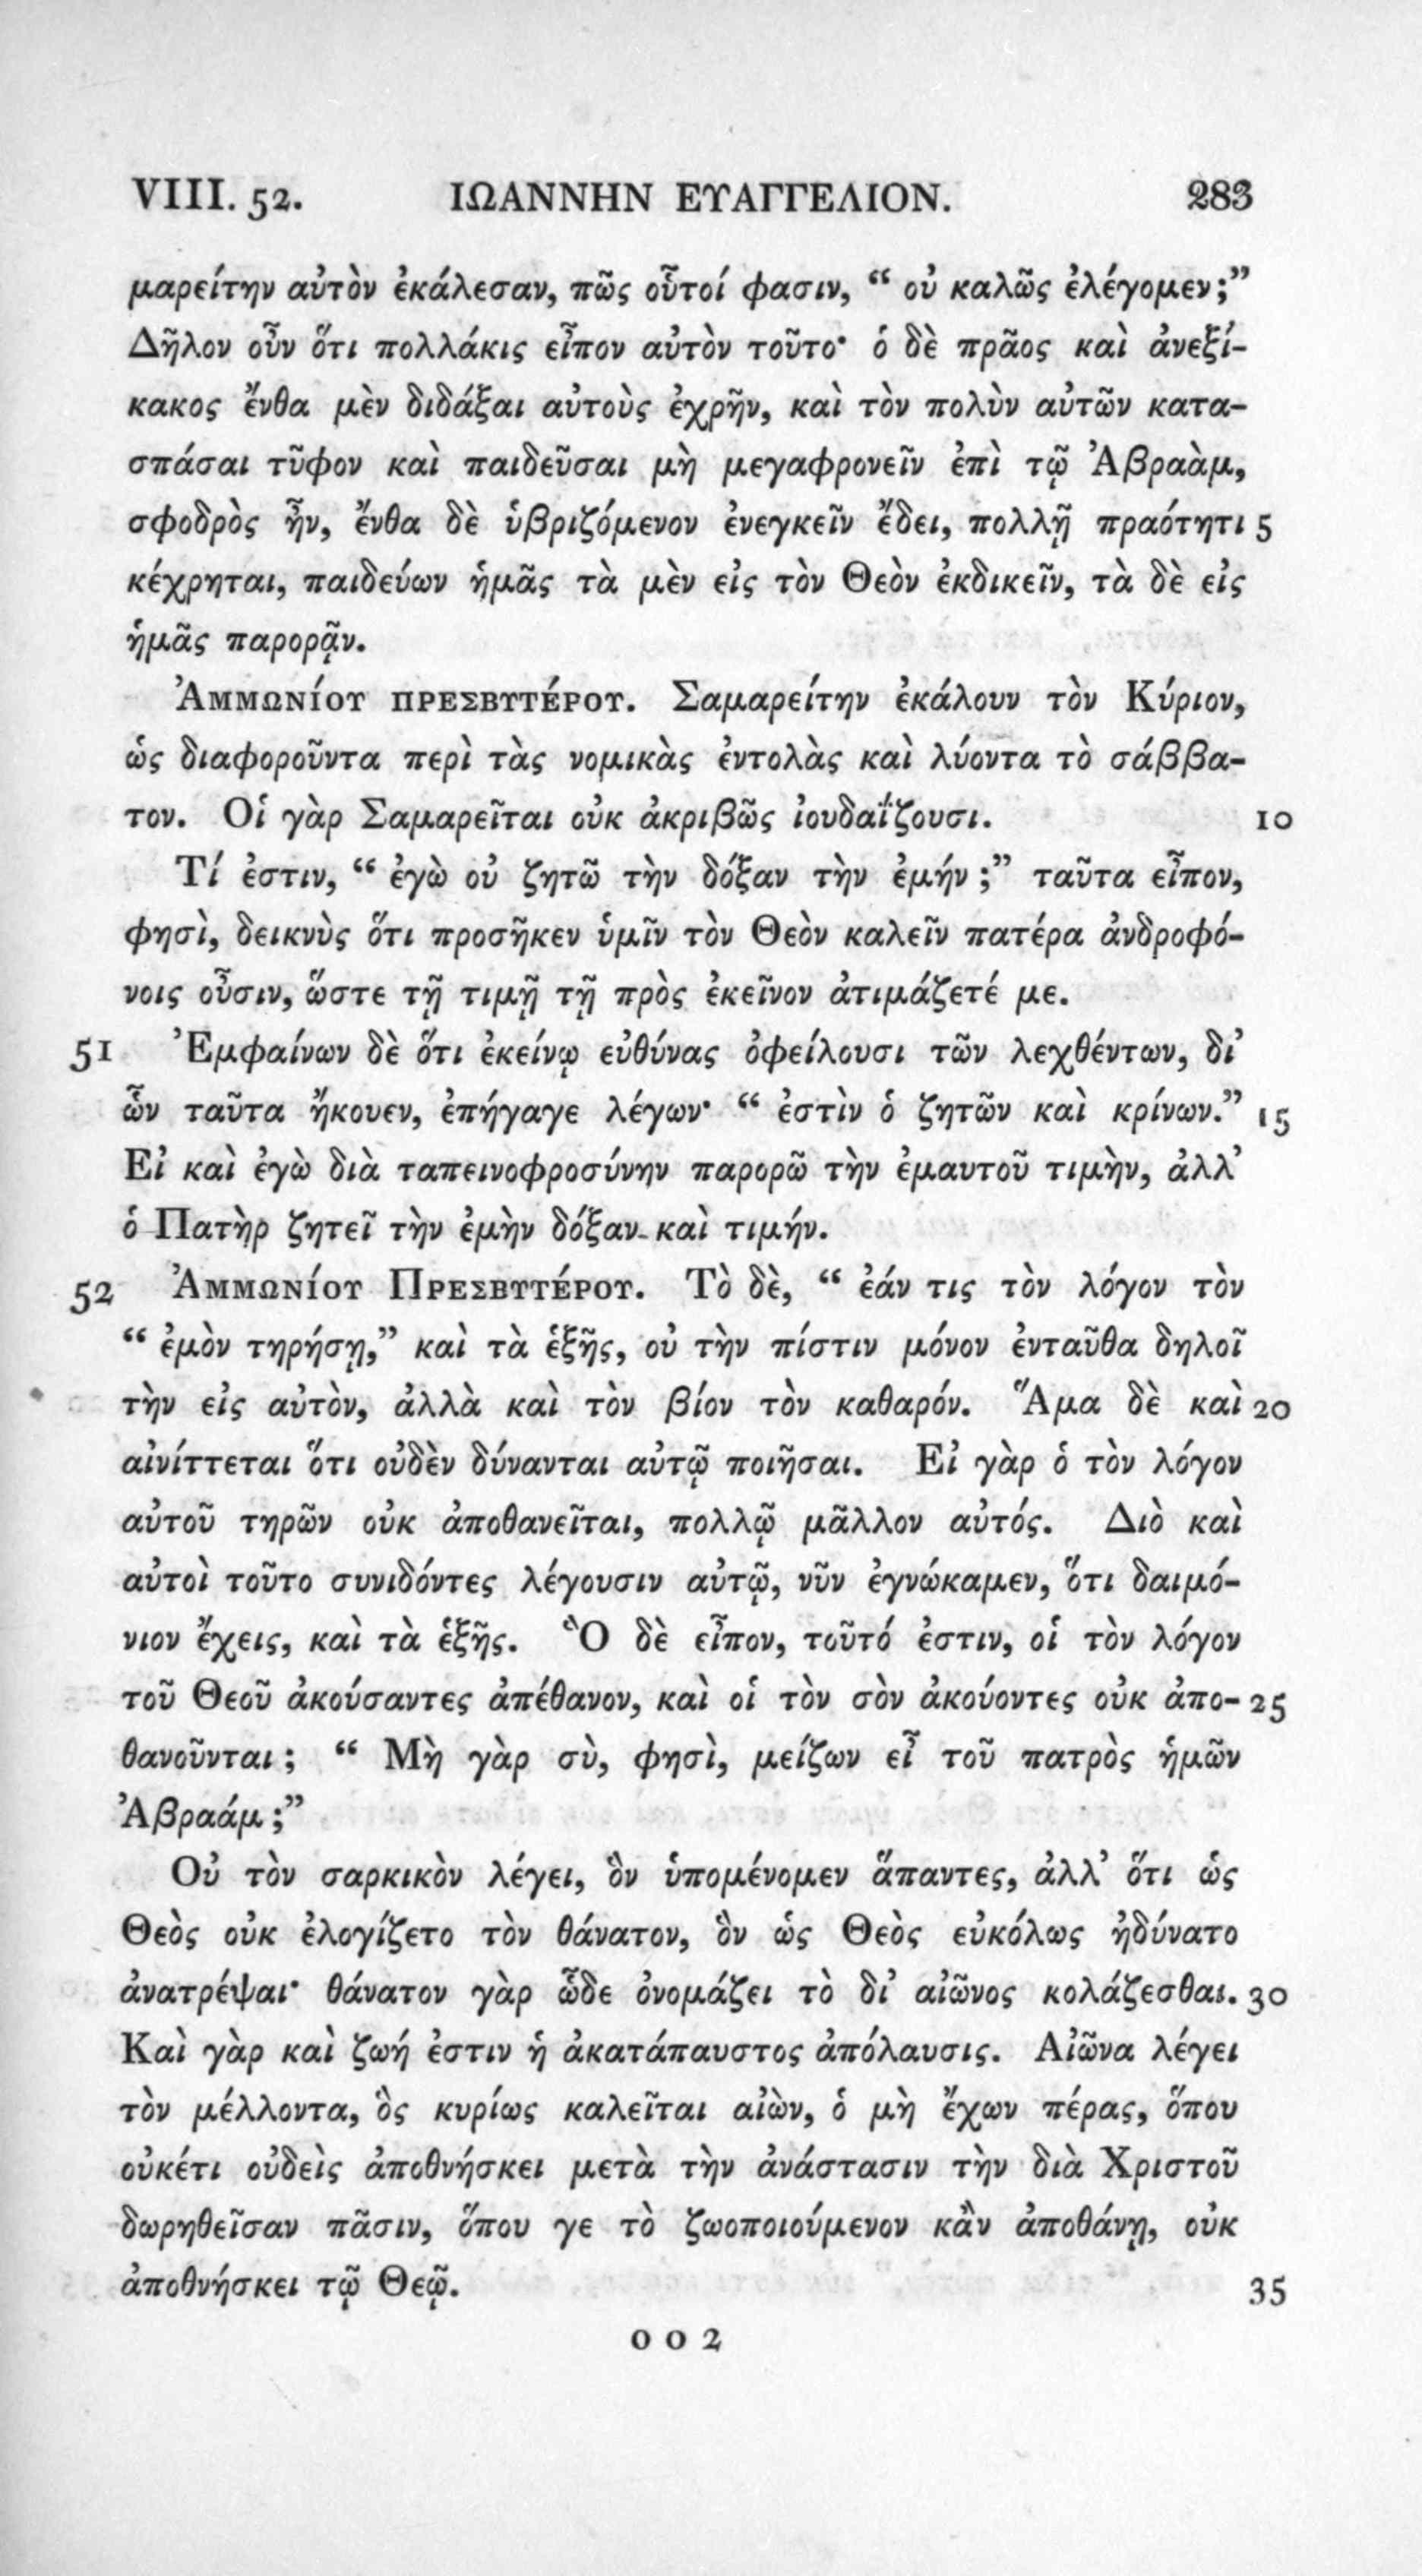 VIII. 52. ΙΩΑΝΝΗΝ ΕΥΑΓΓΕΛΙΟΝ. 283
μαρείτην αὐτὸν ἐκάλεσαν, πῶς οὗτοί φασιν, “ οὐ καλῶς ἐλέγομεν ;”
Δῆλον οὖν ὅτι πολλάκις εἶπον αὐτὸν τοῦτο· ὁ δὲ πρᾶος καὶ ἀνεξί-
κακος ἔνθα μὲν διδάξαι αὐτοὺς ἐχρῆν, καὶ τὸν πολὺν αὐτῶν κατα-
σπάσαι τῦφον καὶ παιδεῦσαι μὴ μεγαφρονεῖν ἐπὶ τῷ Ἀβραὰμ,
σφοδρὸς ἦν, ἔνθα δὲ ὑβριζόμενον ἐνεγκεῖν ἔδει, πολλῇ πραότητι 5
κέχρηται, παιδεύων ἡμᾶς τὰ μὲν εἰς τὸν Θεὸν ἐκδικεῖν, τὰ δὲ εἰς
ἡμᾶς παρορᾷν.
Ἀμμωνίου πρεσβυτέρου. Σαμαρείτην ἐκάλουν τὸν Κύριον,
ὡς διαφοροῦντα περὶ τὰς νομικὰς ἐντολὰς καὶ λύοντα τὸ σάββα-
τον. Οἱ γὰρ Σαμαρεῖται οὐκ ἀκριβῶς ἰουδαΐζουσι. 10
Τί ἐστιν, “ ἐγὼ οὐ ζητῶ τὴν δόξαν τὴν ἐμήν ;” ταῦτα εἶπον,
φησὶ, δεικνὺς ὅτι προσῆκεν ὑμῖν τὸν Θεὸν καλεῖν πατέρα ἀνδροφό-
νοις οὖσιν, ὥστε τῇ τιμῇ τῇ πρὸς ἐκεῖνον ἀτιμάζετέ με.
51 Ἐμφαίνων δὲ ὅτι ἐκείνῳ εὐθύνας ὀφείλουσι τῶν λεχθέντων, δι’
ὧν ταῦτα ἤκουεν, ἐπήγαγε λέγων· “ ἐστὶν ὁ ζητῶν καὶ κρίνων.” 15
Εἰ καὶ ἐγὼ διὰ ταπεινοφροσύνην παρορῶ τὴν ἐμαυτοῦ τιμὴν, ἀλλ’
ὁ Πατὴρ ζητεῖ τὴν ἐμὴν δόξαν καὶ τιμήν.
52 Ἀμμωνίου Πρεσβυτέρου. Τὸ δὲ, “ ἐάν τις τὸν λόγον τὸν
“ ἐμὸν τηρήσῃ,” καὶ τὰ ἑξῆς, οὐ τὴν πίστιν μόνον ἐνταῦθα δηλοῖ
τὴν εἰς αὐτὸν, ἀλλὰ καὶ τὸν βίον τὸν καθαρόν. Ἅμα δὲ καὶ 20
αἰνίττεται ὅτι οὐδὲν δύνανται αὐτῷ ποιῆσαι. Εἰ γὰρ ὁ τὸν λόγον
αὐτοῦ τηρῶν οὐκ ἀποθανεῖται, πολλῷ μᾶλλον αὐτός. Διὸ καὶ
αὐτοὶ τοῦτο συνιδόντες λέγουσιν αὐτῷ, νῦν ἐγνώκαμεν, ὅτι δαιμό-
νιον ἔχεις, καὶ τὰ ἑξῆς. Ὃ δὲ εἶπον, τοῦτό ἐστιν, οἱ τὸν λόγον
τοῦ Θεοῦ ἀκούσαντες ἀπέθανον, καὶ οἱ τὸν σὸν ἀκούοντες οὐκ ἀπο- 25
θανοῦνται ; “ Μὴ γὰρ σὺ, φησὶ, μείζων εἶ τοῦ πατρὸς ἡμῶν
Ἀβραάμ ;”
Οὐ τὸν σαρκικὸν λέγει, ὃν ὑπομένομεν ἅπαντες, ἀλλ’ ὅτι ὡς
Θεὸς οὐκ ἐλογίζετο τὸν θάνατον, ὃν ὡς Θεὸς εὐκόλως ἠδύνατο
ἀνατρέψαι· θάνατον γὰρ ὧδε ὀνομάζει τὸ δι’ αἰῶνος κολάζεσθαι. 30
Καὶ γὰρ καὶ ζωή ἐστιν ἡ ἀκατάπαυστος ἀπόλαυσις. Αἰῶνα λέγει
τὸν μέλλοντα, ὃς κυρίως καλεῖται αἰὼν, ὁ μὴ ἔχων πέρας, ὅπου
οὐκέτι οὐδεὶς ἀποθνήσκει μετὰ τὴν ἀνάστασιν τὴν διὰ Χριστοῦ
δωρηθεῖσαν πᾶσιν, ὅπου γε τὸ ζωοποιούμενον κἂν ἀποθάνῃ, οὐκ
ἀποθνήσκει τῷ Θεῷ. 35
O O 2